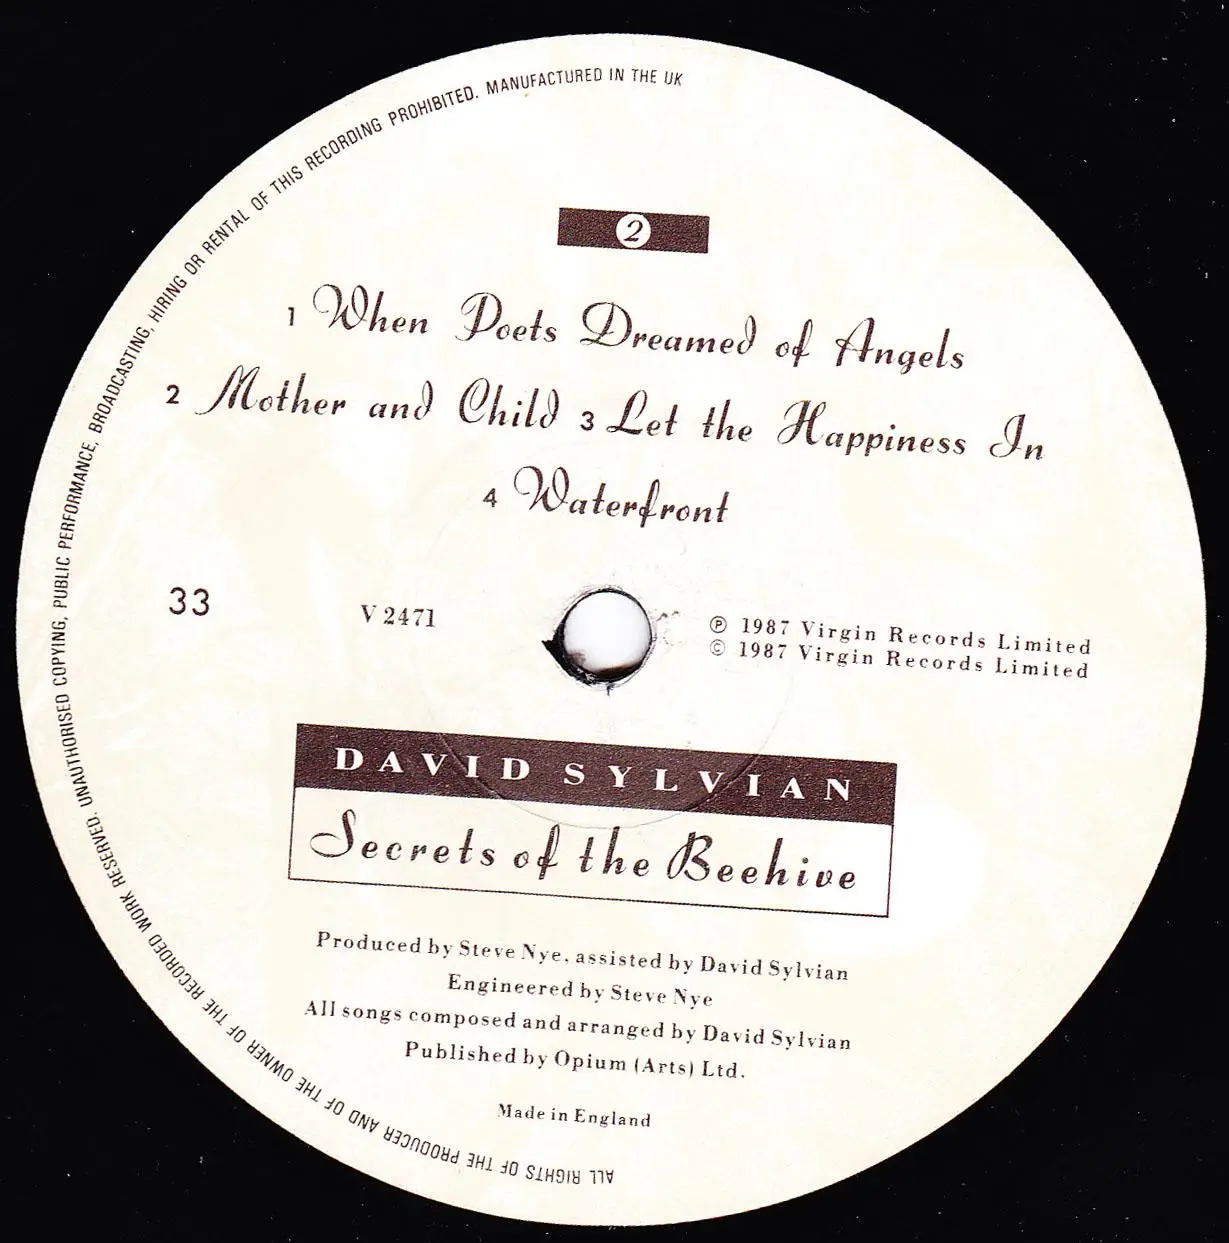 ALL RIGHTS OF THE PRODUCER AND OF THE OWNER OF THE RECORDED WORK RESERVED. UNAUTHORISED COPYING, PUBLIC PERFORMANCE, BROADCASTING, HIRING OR RENTAL OF THIS RECORDING PROHIBITED. MANUFACTURED IN THE UK
2
1 When Poets Dreamed of Angels
2 Mother and Child 3 Let the Happiness In
4 Waterfront
33
V 2471
℗ 1987 Virgin Records Limited
© 1987 Virgin Records Limited
DAVID SYLVIAN
Secrets of the Beehive
Produced by Steve Nye, assisted by David Sylvian
Engineered by Steve Nye
All songs composed and arranged by David Sylvian
Published by Opium (Arts) Ltd.
Made in England